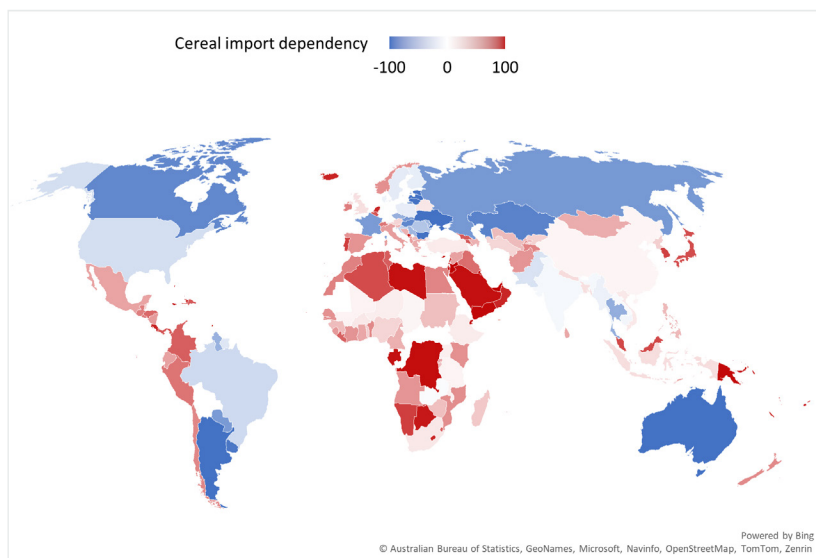 Cereal import dependency
-100 0 100
Powered by Bing
© Australian Bureau of Statistics, GeoNames, Microsoft, Navinfo, OpenStreetMap, TomTom, Zenrin